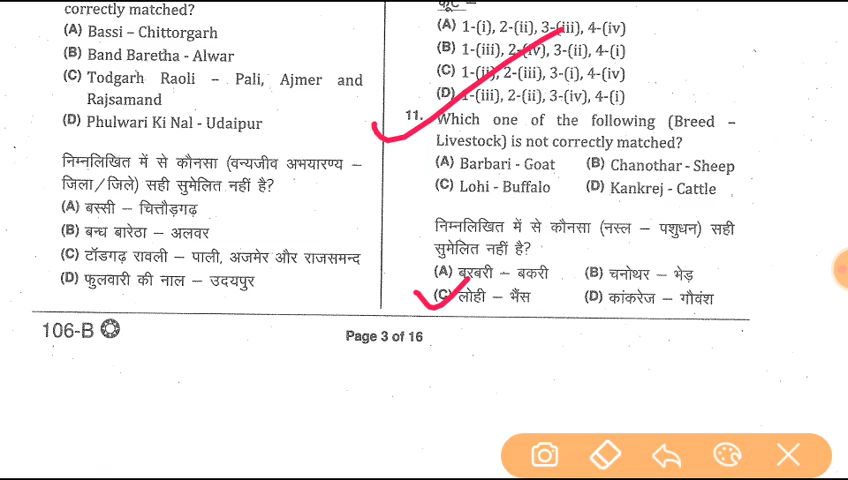 correctly matched?
(A) Bassi – Chittorgarh
(B) Band Baretha - Alwar
(C) Todgarh Raoli – Pali, Ajmer and
Rajsamand
(D) Phulwari Ki Nal - Udaipur
निम्नलिखित में से कौनसा (वन्यजीव अभयारण्य –
जिला/जिले) सही सुमेलित नहीं है?
(A) बस्सी – चित्तौड़गढ़
(B) बन्ध बारेठा – अलवर
(C) टॉडगढ़ रावली – पाली, अजमेर और राजसमन्द
(D) फुलवारी की नाल – उदयपुर
कूट –
(A) 1-(i), 2-(ii), 3-(iii), 4-(iv)
(B) 1-(iii), 2-(iv), 3-(ii), 4-(i)
(C) 1-(ii), 2-(iii), 3-(i), 4-(iv)
(D) 1-(iii), 2-(ii), 3-(iv), 4-(i)
11. Which one of the following (Breed –
Livestock) is not correctly matched?
(A) Barbari - Goat (B) Chanothar - Sheep
(C) Lohi - Buffalo (D) Kankrej - Cattle
निम्नलिखित में से कौनसा (नस्ल – पशुधन) सही
सुमेलित नहीं है?
(A) बरबरी – बकरी (B) चनोथर – भेड़
(C) लोही – भैंस (D) कांकरेज – गौवंश
106-B
Page 3 of 16